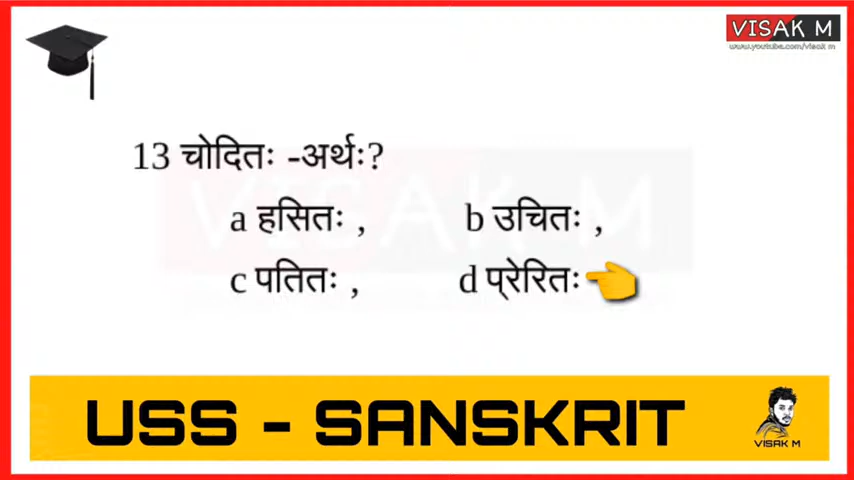 VISAK M
www.youtube.com/visak m
13 चोदितः -अर्थः?
a हसितः , b उचितः ,
c पतितः , d प्रेरितः
USS - SANSKRIT
VISAK M